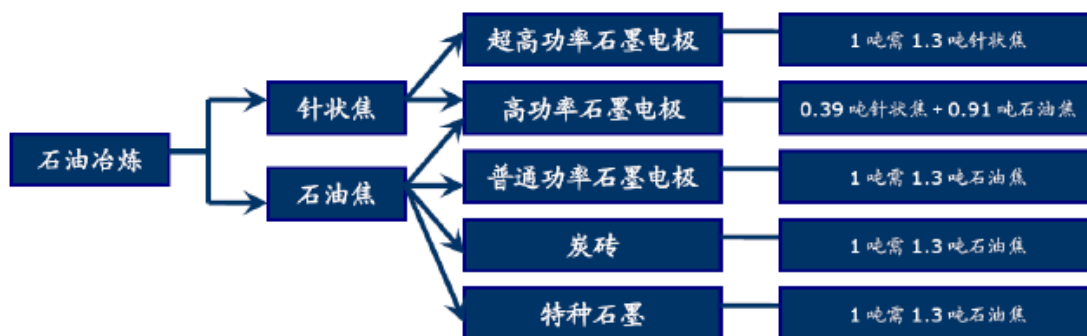 超高功率石墨电极
1 吨需 1.3 吨针状焦
针状焦
高功率石墨电极
0.39 吨针状焦 + 0.91 吨石油焦
石油冶炼
普通功率石墨电极
1 吨需 1.3 吨石油焦
石油焦
炭砖
1 吨需 1.3 吨石油焦
特种石墨
1 吨需 1.3 吨石油焦